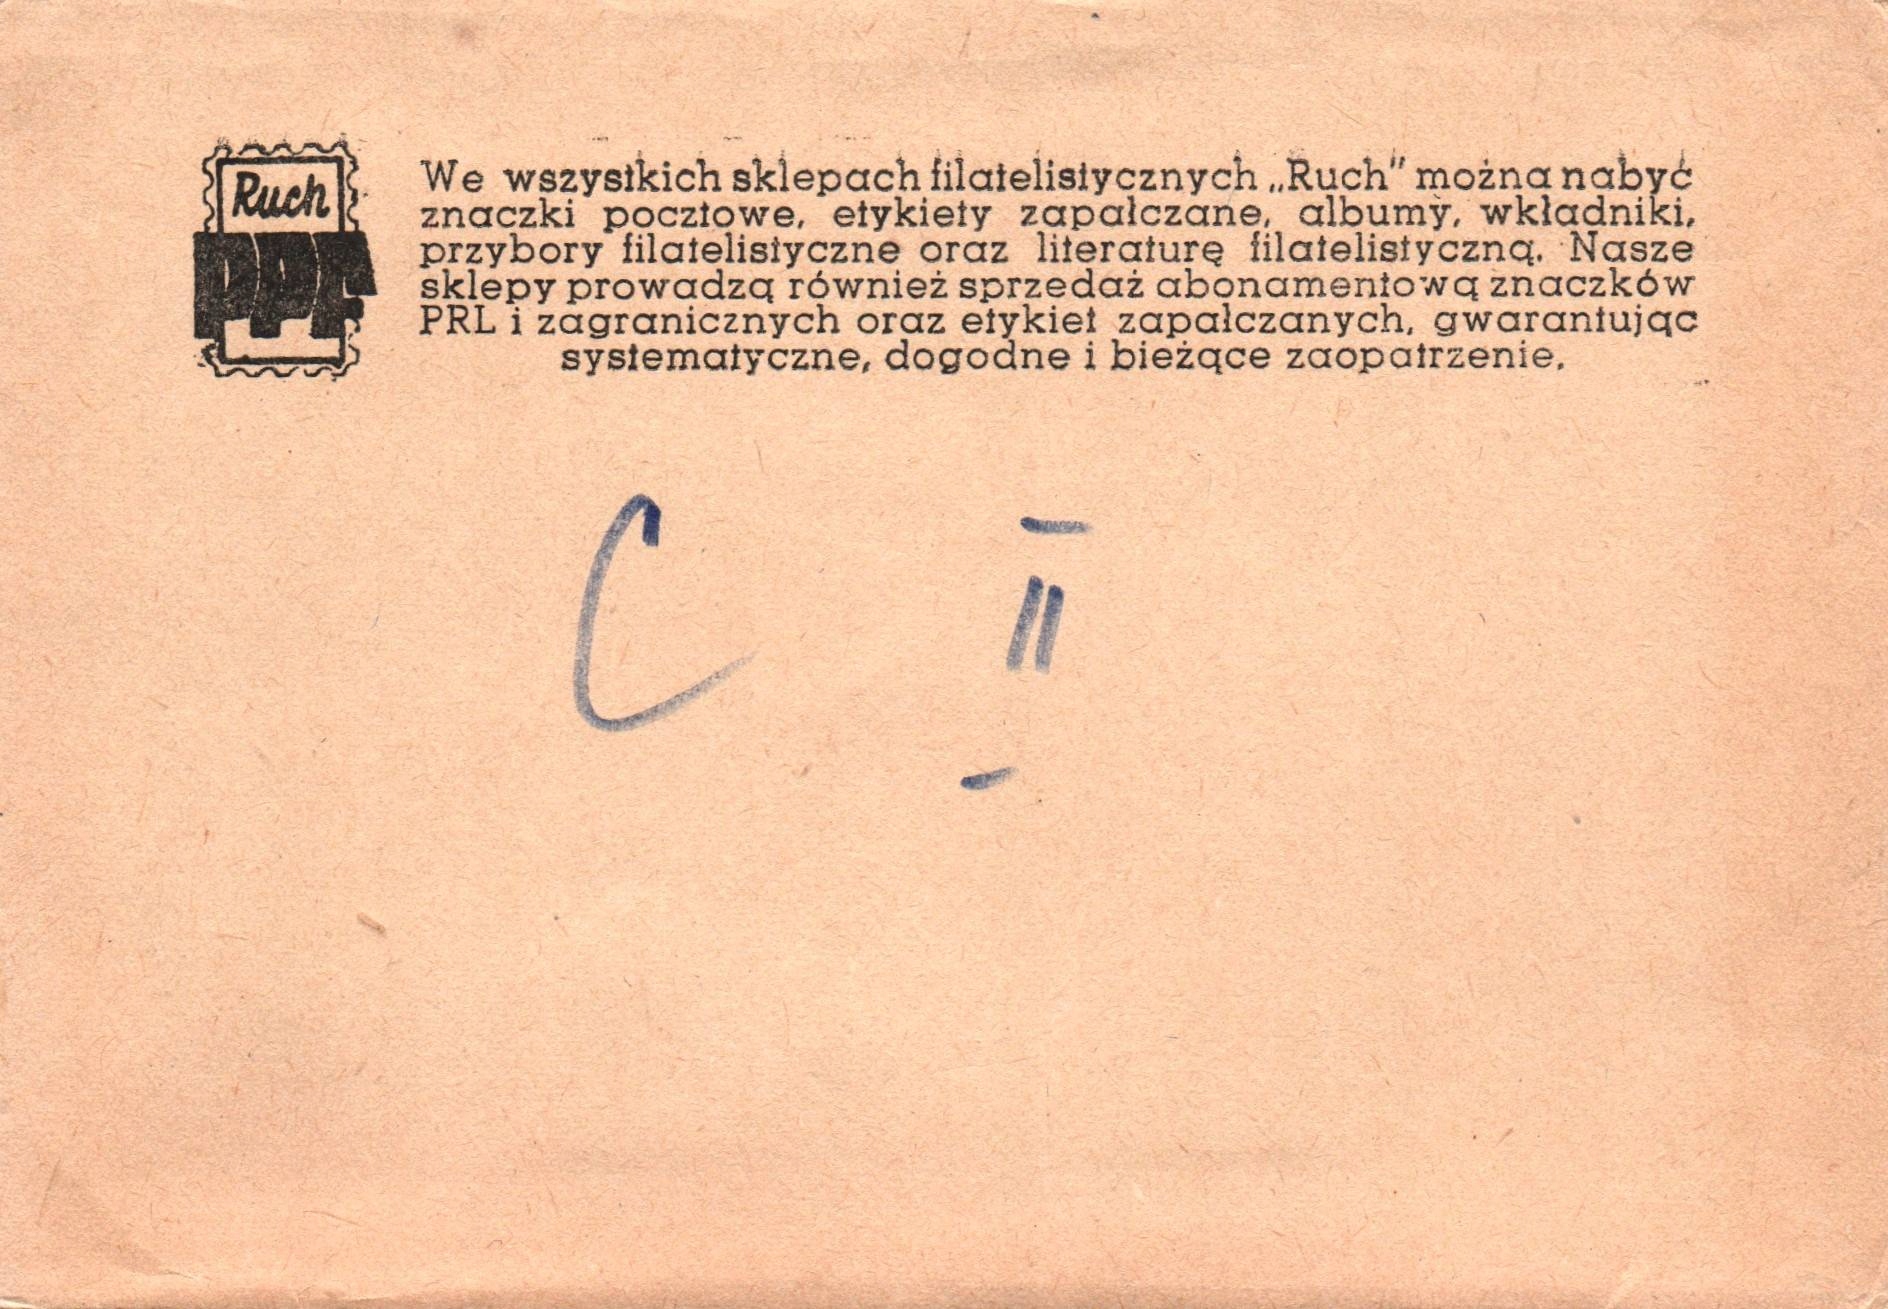 Ruch
PPF
We wszystkich sklepach filatelistycznych „Ruch” można nabyć
znaczki pocztowe, etykiety zapałczane, albumy, wkładniki,
przybory filatelistyczne oraz literaturę filatelistyczną. Nasze
sklepy prowadzą również sprzedaż abonamentową znaczków
PRL i zagranicznych oraz etykiet zapałczanych, gwarantując
systematyczne, dogodne i bieżące zaopatrzenie.
C II